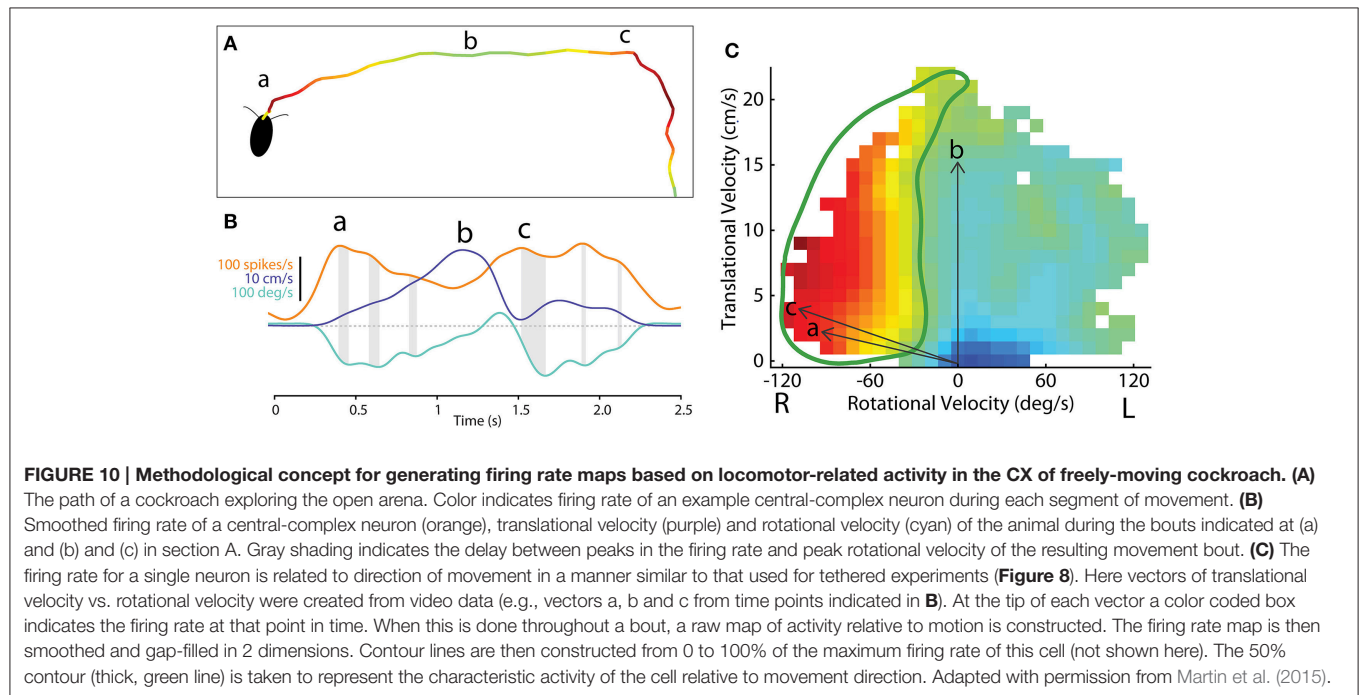 A
a
b
c
B
a
b
c
100 spikes/s
10 cm/s
100 deg/s
0 0.5 1 1.5 2.0 2.5
Time (s)
C
Translational Velocity (cm/s)
20
15
10
5
0
b
c
a
-120 -60 0 60 120
R Rotational Velocity (deg/s) L
FIGURE 10 | Methodological concept for generating firing rate maps based on locomotor-related activity in the CX of freely-moving cockroach. (A)
The path of a cockroach exploring the open arena. Color indicates firing rate of an example central-complex neuron during each segment of movement. (B)
Smoothed firing rate of a central-complex neuron (orange), translational velocity (purple) and rotational velocity (cyan) of the animal during the bouts indicated at (a)
and (b) and (c) in section A. Gray shading indicates the delay between peaks in the firing rate and peak rotational velocity of the resulting movement bout. (C) The
firing rate for a single neuron is related to direction of movement in a manner similar to that used for tethered experiments (Figure 8). Here vectors of translational
velocity vs. rotational velocity were created from video data (e.g., vectors a, b and c from time points indicated in B). At the tip of each vector a color coded box
indicates the firing rate at that point in time. When this is done throughout a bout, a raw map of activity relative to motion is constructed. The firing rate map is then
smoothed and gap-filled in 2 dimensions. Contour lines are then constructed from 0 to 100% of the maximum firing rate of this cell (not shown here). The 50%
contour (thick, green line) is taken to represent the characteristic activity of the cell relative to movement direction. Adapted with permission from Martin et al. (2015).